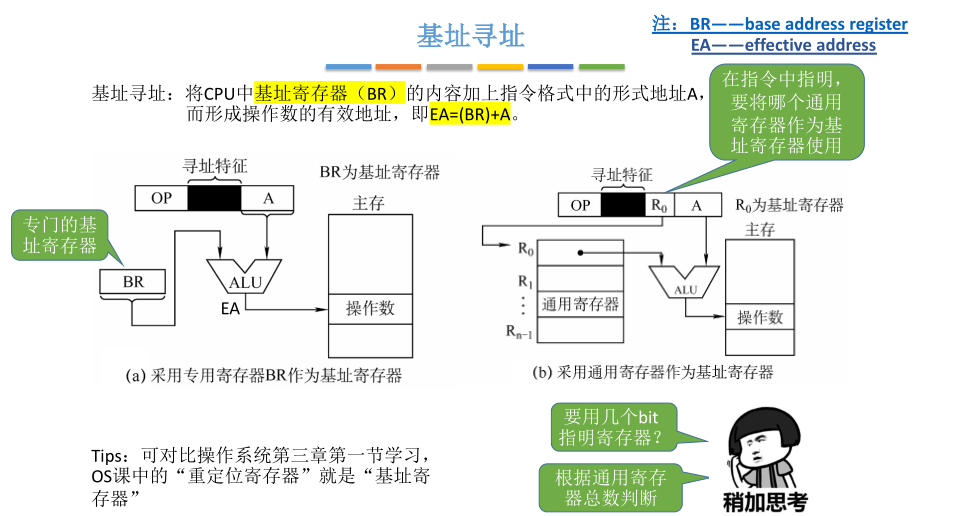 基址寻址
注：BR——base address register
EA——effective address
基址寻址：将CPU中基址寄存器（BR）的内容加上指令格式中的形式地址A，
而形成操作数的有效地址，即EA=(BR)+A。
在指令中指明，
要将哪个通用
寄存器作为基
址寄存器使用
寻址特征
OP
A
BR为基址寄存器
主存
专门的基
址寄存器
BR
ALU
EA
操作数
(a) 采用专用寄存器BR作为基址寄存器
寻址特征
OP
R₀
A
R₀为基址寄存器
主存
R₀
R₁
⋮
Rₙ₋₁
通用寄存器
ALU
操作数
(b) 采用通用寄存器作为基址寄存器
Tips：可对比操作系统第三章第一节学习，
OS课中的“重定位寄存器”就是“基址寄
存器”
要用几个bit
指明寄存器？
根据通用寄存
器总数判断
稍加思考